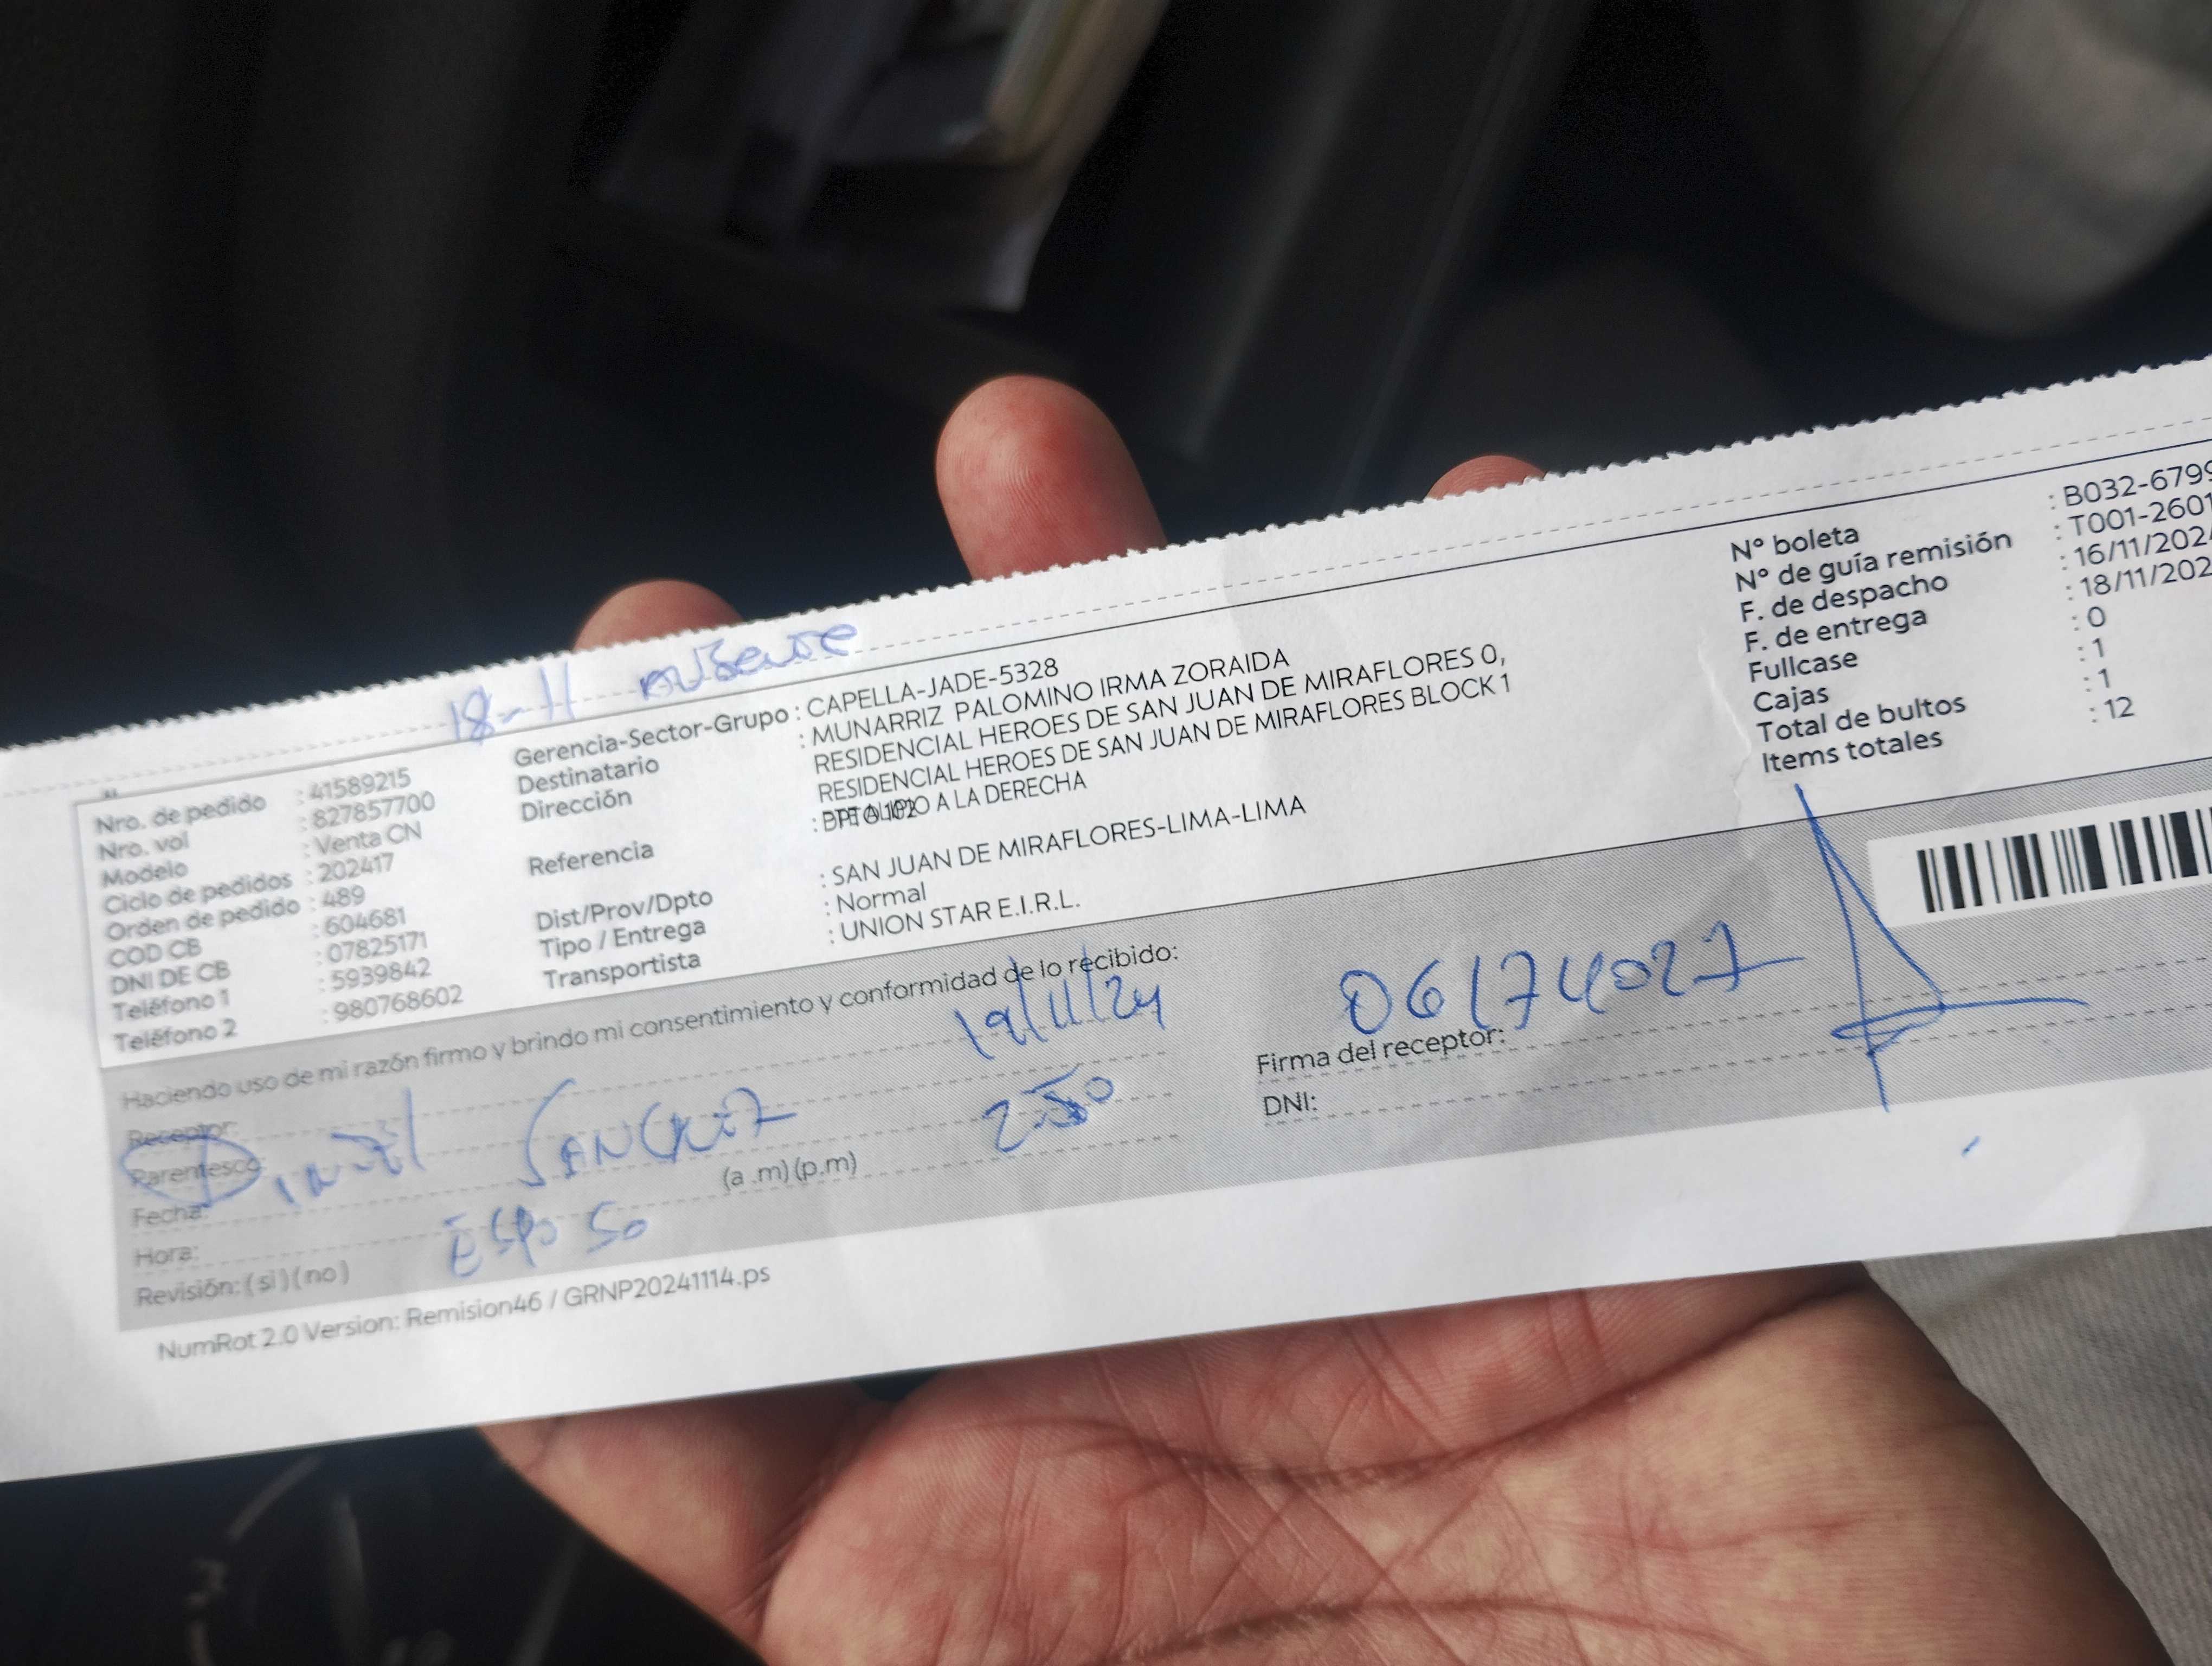 18-11 ausente
Nro. de pedido : 41589215
Nro. vol : 827857700
Modelo : Venta CN
Ciclo de pedidos : 202417
Orden de pedido : 489
COD CB : 604681
DNI DE CB : 07825171
Teléfono 1 : 5939842
Teléfono 2 : 980768602
Gerencia-Sector-Grupo : CAPELLA-JADE-5328
Destinatario : MUNARRIZ PALOMINO IRMA ZORAIDA
Dirección RESIDENCIAL HEROES DE SAN JUAN DE MIRAFLORES 0,
RESIDENCIAL HEROES DE SAN JUAN DE MIRAFLORES BLOCK 1
DPTO 102
Referencia : A LA DERECHA
Dist/Prov/Dpto : SAN JUAN DE MIRAFLORES-LIMA-LIMA
Tipo / Entrega : Normal
Transportista : UNION STAR E.I.R.L.
N° boleta : B032-6799
N° de guía remisión : T001-2601
F. de despacho : 16/11/202
F. de entrega : 18/11/202
Fullcase : 0
Cajas : 1
Total de bultos : 1
Items totales : 12
Haciendo uso de mi razón firmo y brindo mi consentimiento y conformidad de lo recibido:
Receptor:
Parentesco:
Fecha: 19/11/24
Hora: (a .m) (p.m) 2:50
Revisión: ( si ) ( no )
ESPOSO
06174027
Firma del receptor:
DNI:
NumRot 2.0 Version: Remision46 / GRNP20241114.ps